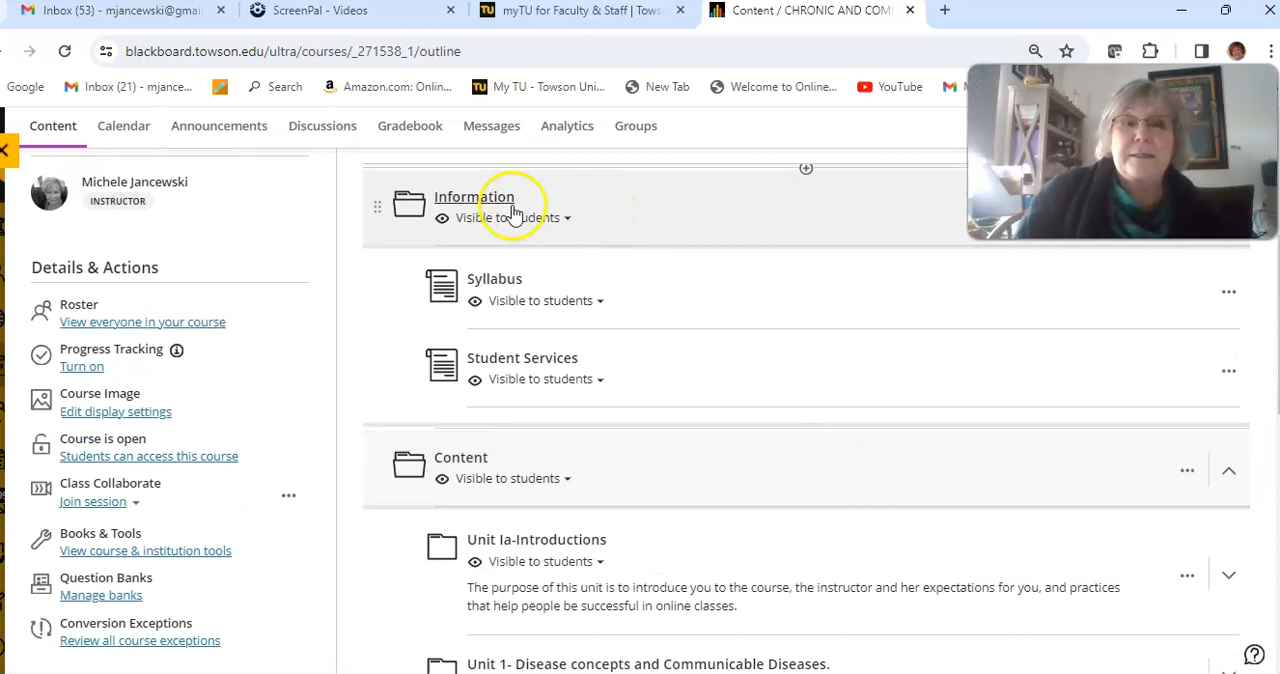 Inbox (53) - mjancewski@gmai
ScreenPal - Videos
myTU for Faculty & Staff | Tows
Content / CHRONIC AND COM
blackboard.towson.edu/ultra/courses/_271538_1/outline
Google
Inbox (21) - mjance...
Search
Amazon.com: Onlin...
My TU - Towson Uni...
New Tab
Welcome to Online...
YouTube
Content
Calendar
Announcements
Discussions
Gradebook
Messages
Analytics
Groups
Michele Jancewski
INSTRUCTOR
Details & Actions
Roster
View everyone in your course
Progress Tracking
Turn on
Course Image
Edit display settings
Course is open
Students can access this course
Class Collaborate
Join session
Books & Tools
View course & institution tools
Question Banks
Manage banks
Conversion Exceptions
Review all course exceptions
Information
Visible to students
Syllabus
Visible to students
Student Services
Visible to students
Content
Visible to students
Unit Ia-Introductions
Visible to students
The purpose of this unit is to introduce you to the course, the instructor and her expectations for you, and practices
that help people be successful in online classes.
Unit 1- Disease concepts and Communicable Diseases.